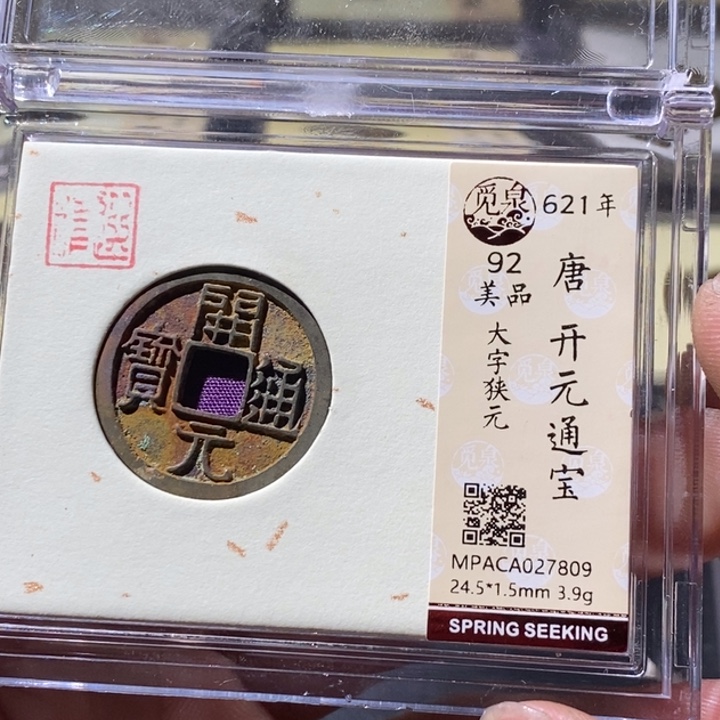 開元通寶
觅泉
621年
唐 开元通宝
92
美品
大字狭元
MPACA027809
24.5*1.5mm 3.9g
SPRING SEEKING